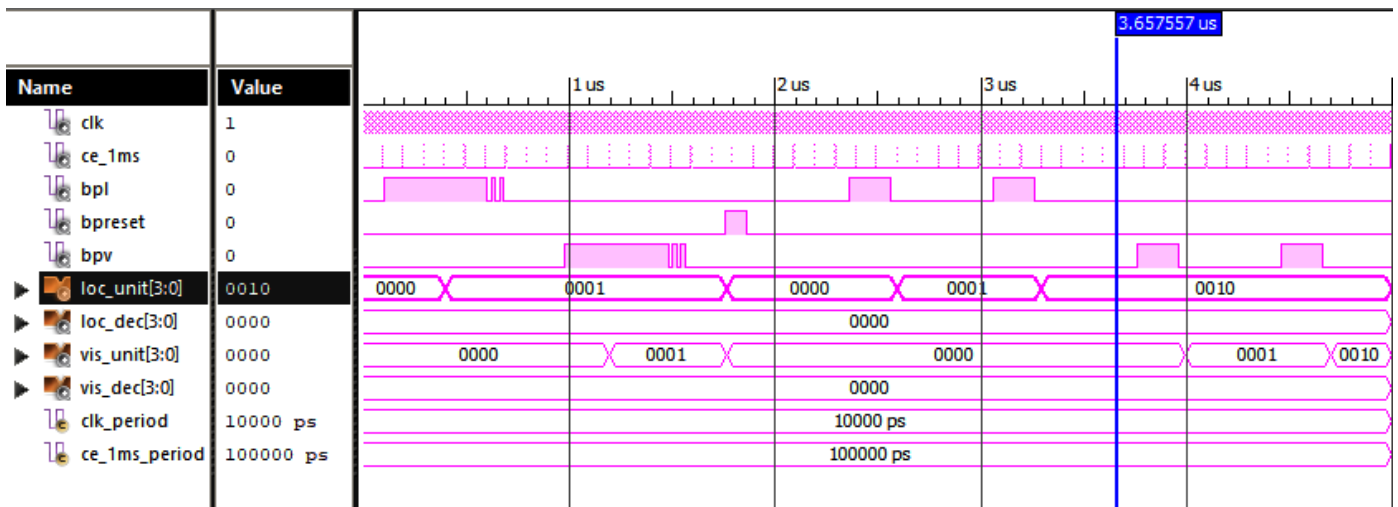 3.657557 us
Name Value 1 us 2 us 3 us 4 us
clk 1
ce_1ms 0
bpl 0
bpreset 0
bpv 0
loc_unit[3:0] 0010 0000 0001 0000 0001 0010
loc_dec[3:0] 0000 0000
vis_unit[3:0] 0000 0000 0001 0000 0001 0010
vis_dec[3:0] 0000 0000
clk_period 10000 ps 10000 ps
ce_1ms_period 100000 ps 100000 ps